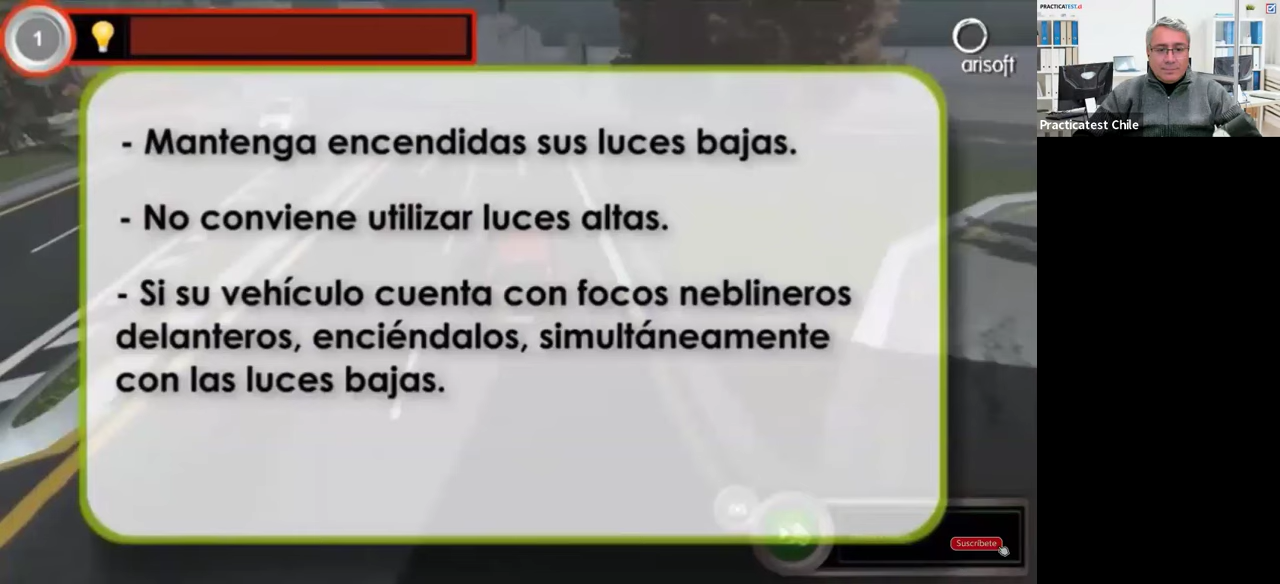 1
arisoft
- Mantenga encendidas sus luces bajas.
- No conviene utilizar luces altas.
- Si su vehículo cuenta con focos neblineros
delanteros, enciéndalos, simultáneamente
con las luces bajas.
Suscríbete
PRACTICATEST.cl
Practicatest Chile